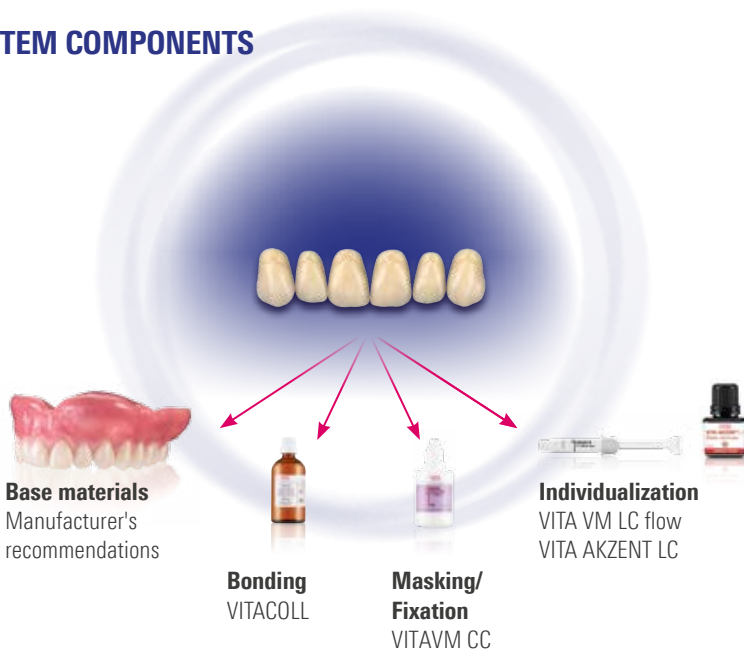 TEM COMPONENTS
Base materials
Manufacturer's
recommendations
Bonding
VITACOLL
Masking/
Fixation
VITAVM CC
Individualization
VITA VM LC flow
VITA AKZENT LC